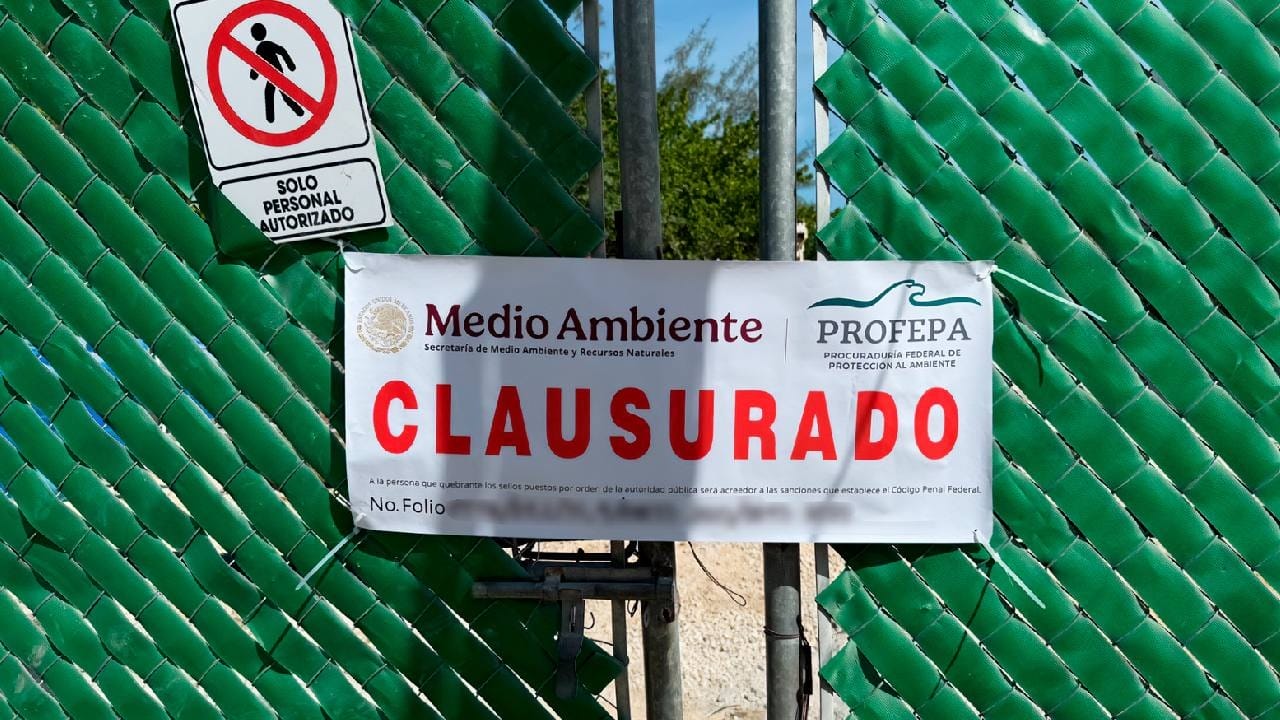 SOLO
PERSONAL
AUTORIZADO
Medio Ambiente
Secretaría de Medio Ambiente y Recursos Naturales
PROFEPA
PROCURADURÍA FEDERAL DE
PROTECCIÓN AL AMBIENTE
CLAUSURADO
A la persona que quebrante los sellos puestos por orden de la autoridad pública será acreedor a las sanciones que establece el Código Penal Federal.
No. Folio